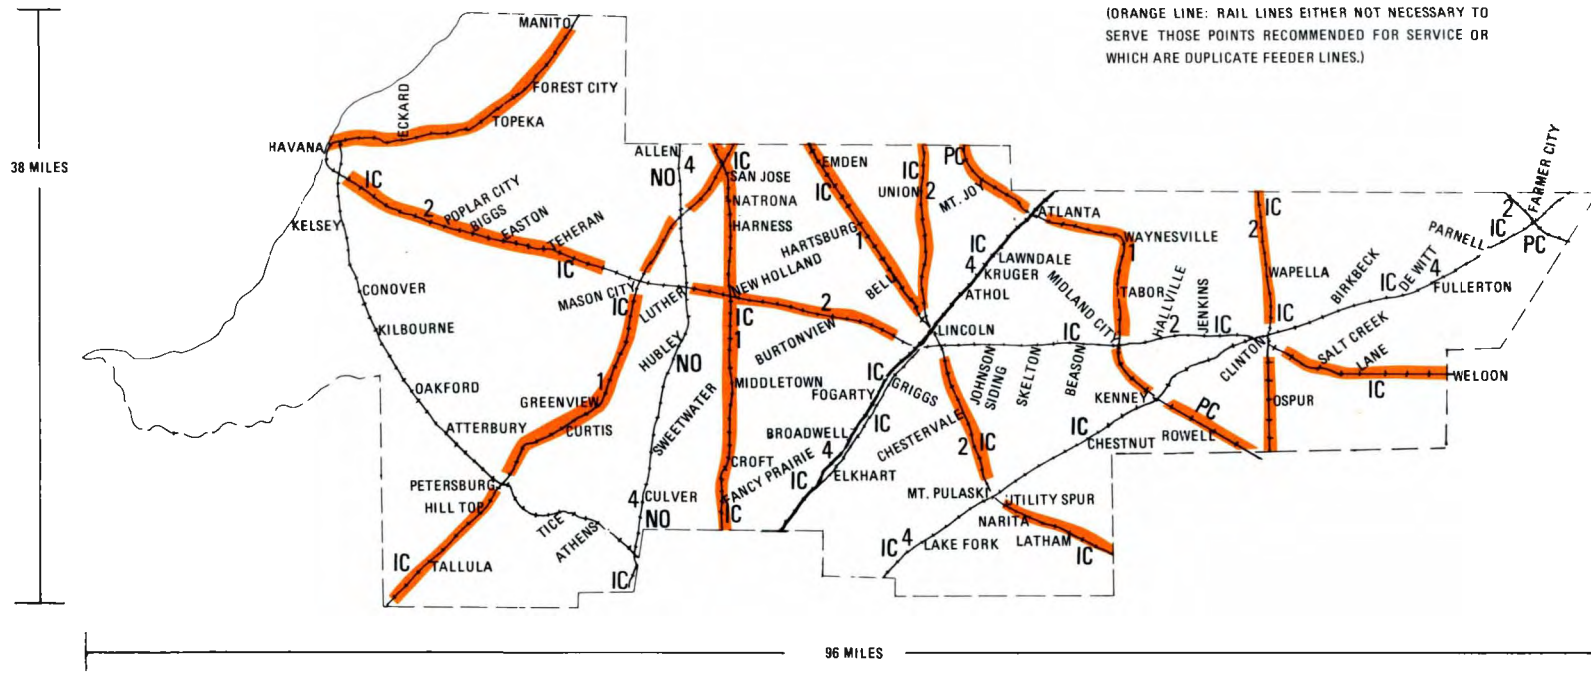 (ORANGE LINE: RAIL LINES EITHER NOT NECESSARY TO
SERVE THOSE POINTS RECOMMENDED FOR SERVICE OR
WHICH ARE DUPLICATE FEEDER LINES.)
MANITO
FOREST CITY
ECKARD
TOPEKA
HAVANA
38 MILES
IC
2
POPLAR CITY
BIGGS
EASTON
TEHERAN
IC
KELSEY
CONOVER
KILBOURNE
OAKFORD
ATTERBURY
PETERSBURG
HILL TOP
IC
TALLULA
TICE
ATHENS
IC
ALLEN
4
NO
MASON CITY
IC
LUTHER
HUBLEY
NO
1
GREENVIEW
CURTIS
SWEETWATER
4
CULVER
NO
IC
SAN JOSE
NATRONA
HARNESS
NEW HOLLAND
IC
1
MIDDLETOWN
CROFT
FANCY PRAIRIE
IC
2
BURTONVIEW
EMDEN
IC
HARTSBURG
1
BELL
IC
UNION
2
PC
MT. JOY
ATLANTA
IC
LAWNDALE
4
KRUGER
ATHOL
LINCOLN
IC
GRIGGS
FOGARTY
IC
BROADWELL
4
ELKHART
IC
JOHNSON
SIDING
SKELTON
BEASON
IC
MIDLAND CITY
CHESTERVALE
2
IC
MT. PULASKI
UTILITY SPUR
NARITA
LATHAM
IC
IC
4
LAKE FORK
WAYNESVILLE
1
TABOR
HALLVILLE
2
JENKINS
IC
KENNEY
PC
ROWELL
IC
CHESTNUT
IC
2
WAPELLA
IC
CLINTON
OSPUR
SALT CREEK
LANE
IC
WELDON
BIRKBECK
IC
DE WITT
4
FULLERTON
PARNELL
2
IC
PC
FARMER CITY
96 MILES